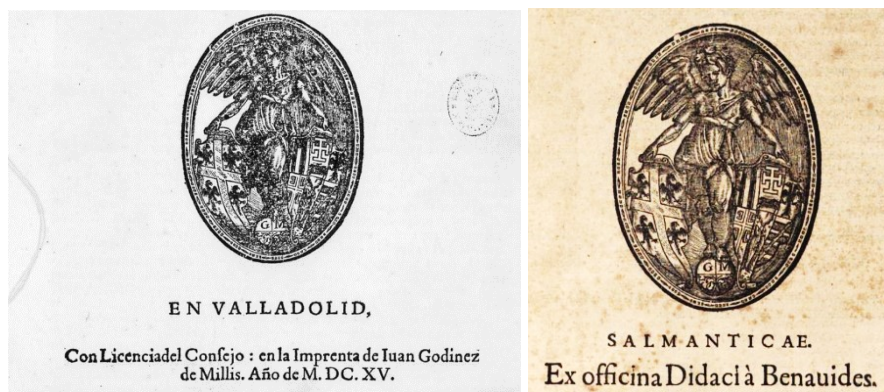 G M
EN VALLADOLID,
Con Licencia del Conſejo : en la Imprenta de Iuan Godinez
de Millis. Año de M. DC. XV.
G M
SALMANTICAE.
Ex officina Didaci à Benauides.